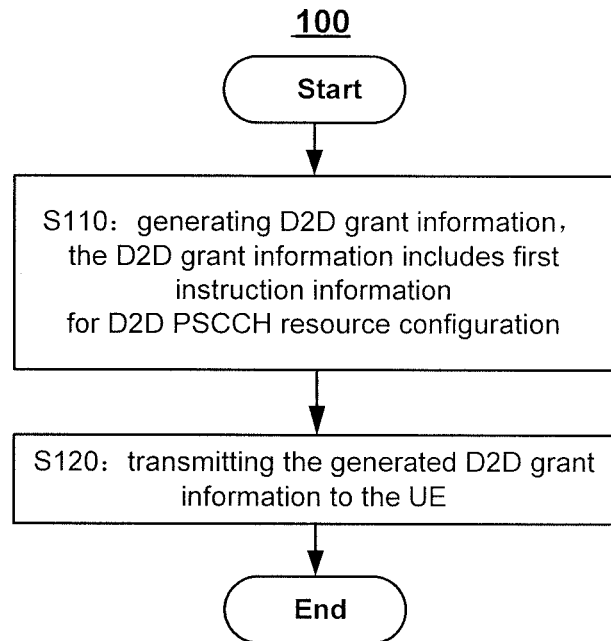 100
Start
S110：generating D2D grant information，
the D2D grant information includes first
instruction information
for D2D PSCCH resource configuration
S120：transmitting the generated D2D grant
information to the UE
End